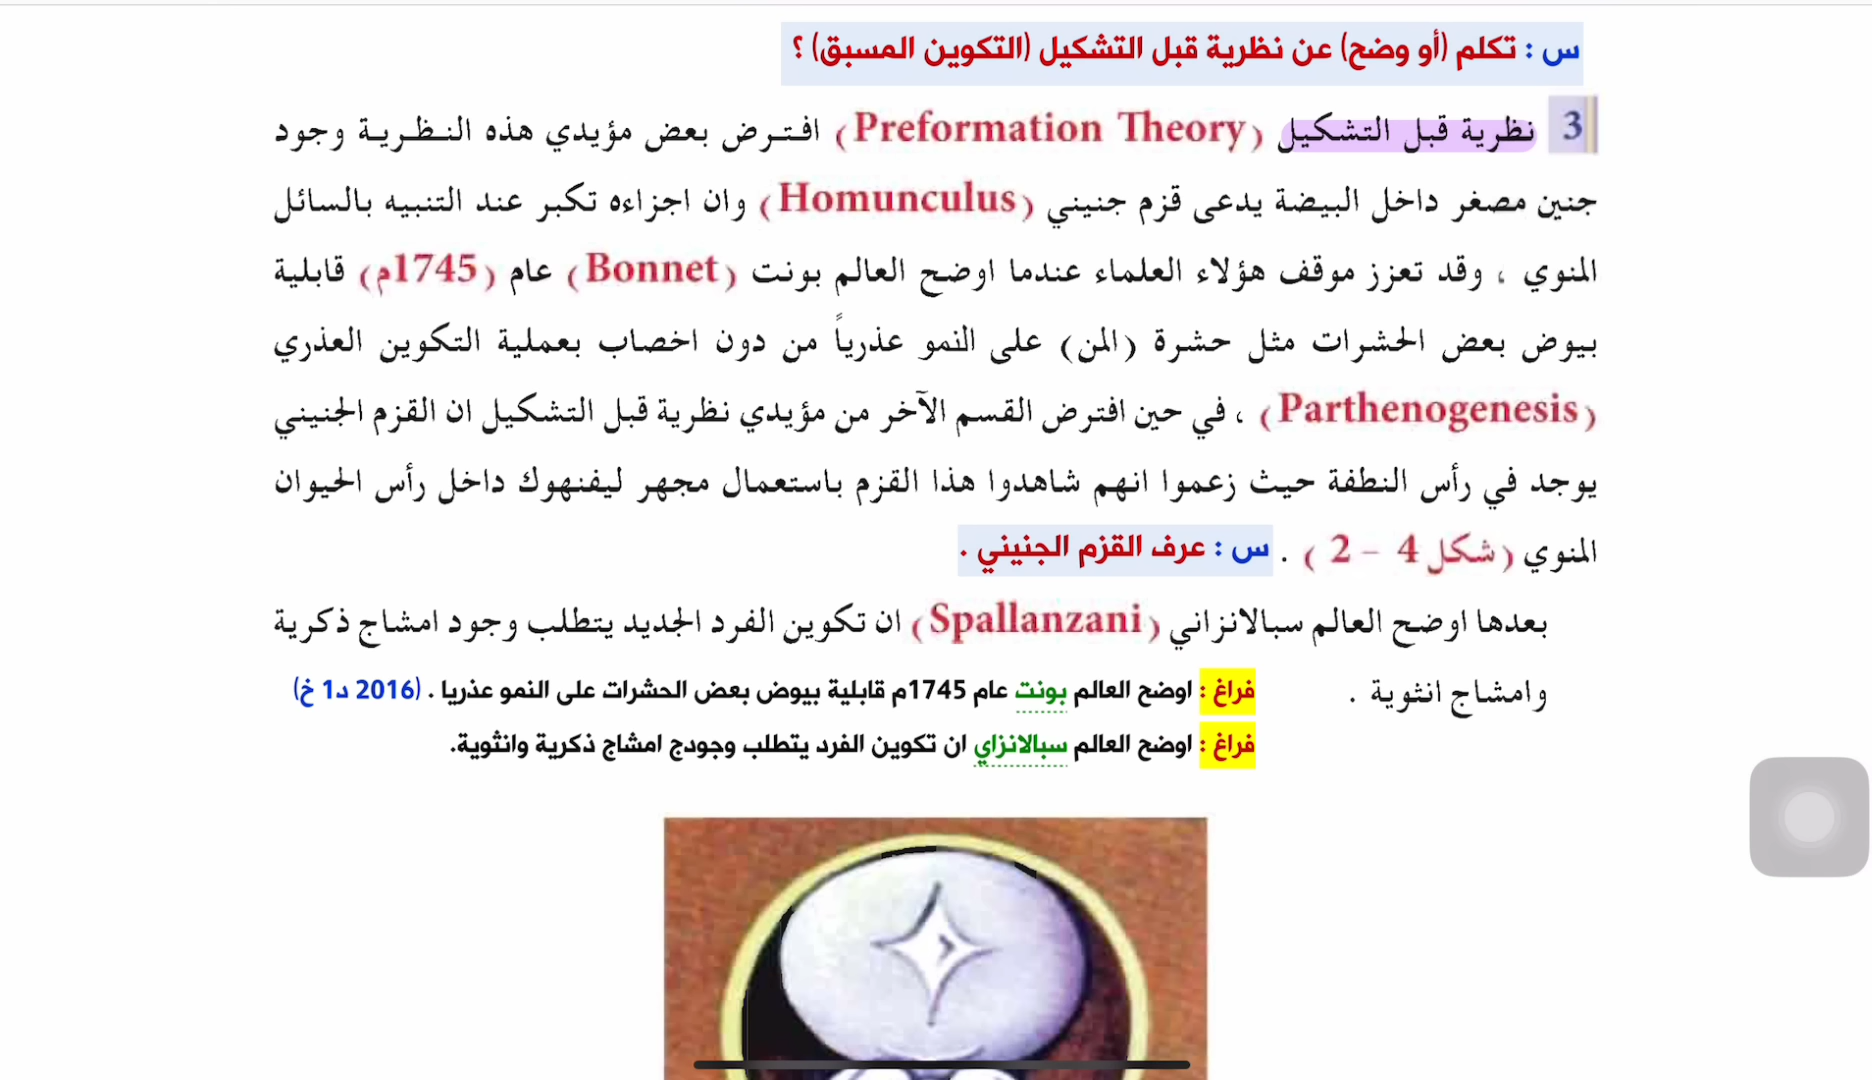 س : تكلم (أو وضح) عن نظرية قبل التشكيل (التكوين المسبق) ؟
3 نظرية قبل التشكيل (Preformation Theory) افترض بعض مؤيدي هذه النظرية وجود
جنين مصغر داخل البيضة يدعى قزم جنيني (Homunculus) وان اجزاءه تكبر عند التنبيه بالسائل
المنوي ، وقد تعزز موقف هؤلاء العلماء عندما اوضح العالم بونت (Bonnet) عام (1745م) قابلية
بيوض بعض الحشرات مثل حشرة (المن) على النمو عذرياً من دون اخصاب بعملية التكوين العذري
(Parthenogenesis) ، في حين افترض القسم الآخر من مؤيدي نظرية قبل التشكيل ان القزم الجنيني
يوجد في رأس النطفة حيث زعموا انهم شاهدوا هذا القزم باستعمال مجهر ليفنهوك داخل رأس الحيوان
المنوي (شكل 4 – 2) . س : عرف القزم الجنيني .
بعدها اوضح العالم سبالانزاني (Spallanzani) ان تكوين الفرد الجديد يتطلب وجود امشاج ذكرية
وامشاج انثوية .
فراغ : اوضح العالم بونت عام 1745م قابلية بيوض بعض الحشرات على النمو عذريا . (2016 د1 خ)
فراغ : اوضح العالم سبالانزاي ان تكوين الفرد يتطلب وجودج امشاج ذكرية وانثوية.